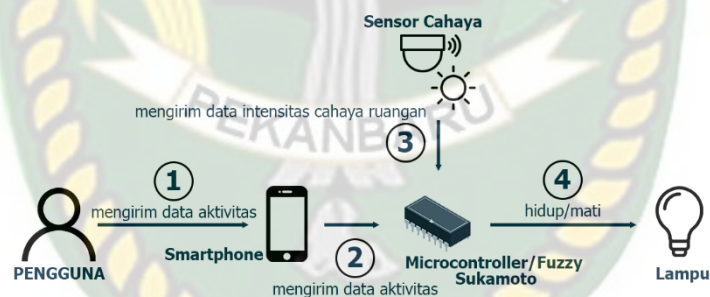 Sensor Cahaya
PEKANBARU
mengirim data intensitas cahaya ruangan
3
1
mengirim data aktivitas
4
hidup/mati
PENGGUNA
Smartphone
2
mengirim data aktivitas
Microcontroller/Fuzzy
Sukamoto
Lampu